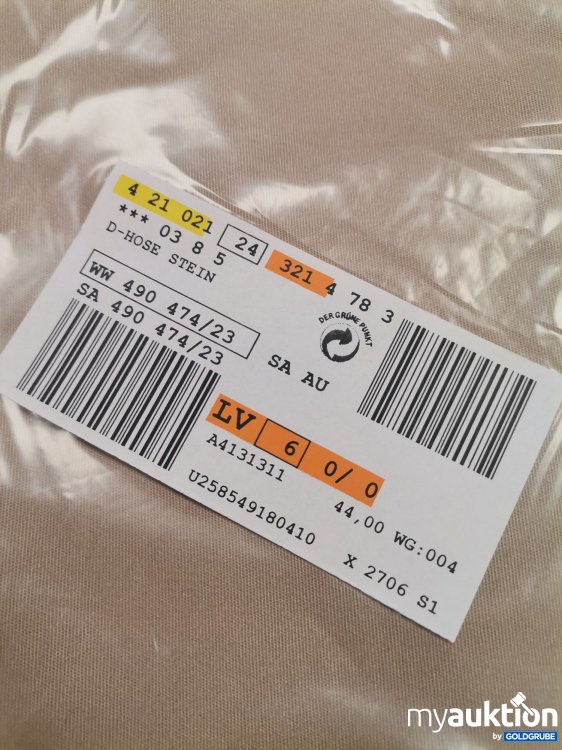 4 21 021 24 321 4 78 3
*** 03 8 5
D-HOSE STEIN
WW 490 474/23
SA 490 474/23
SA AU
DER GRÜNE PUNKT
LV 6 0/ 0
A4131311
44,00 WG:004
U258549180410
X 2706 S1
myauktion
by GOLDGRUBE